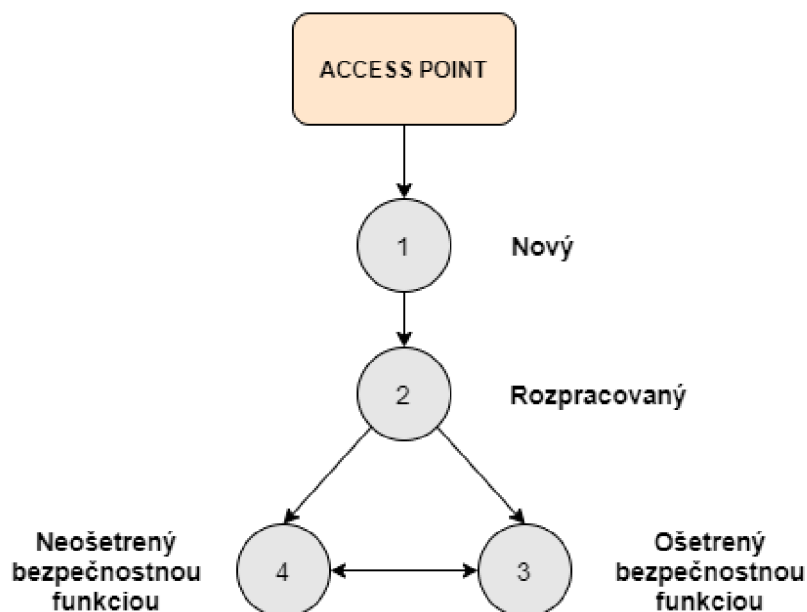 ACCESS POINT
1
Nový
2
Rozpracovaný
Neošetrený
bezpečnostnou
funkciou
4
3
Ošetrený
bezpečnostnou
funkciou